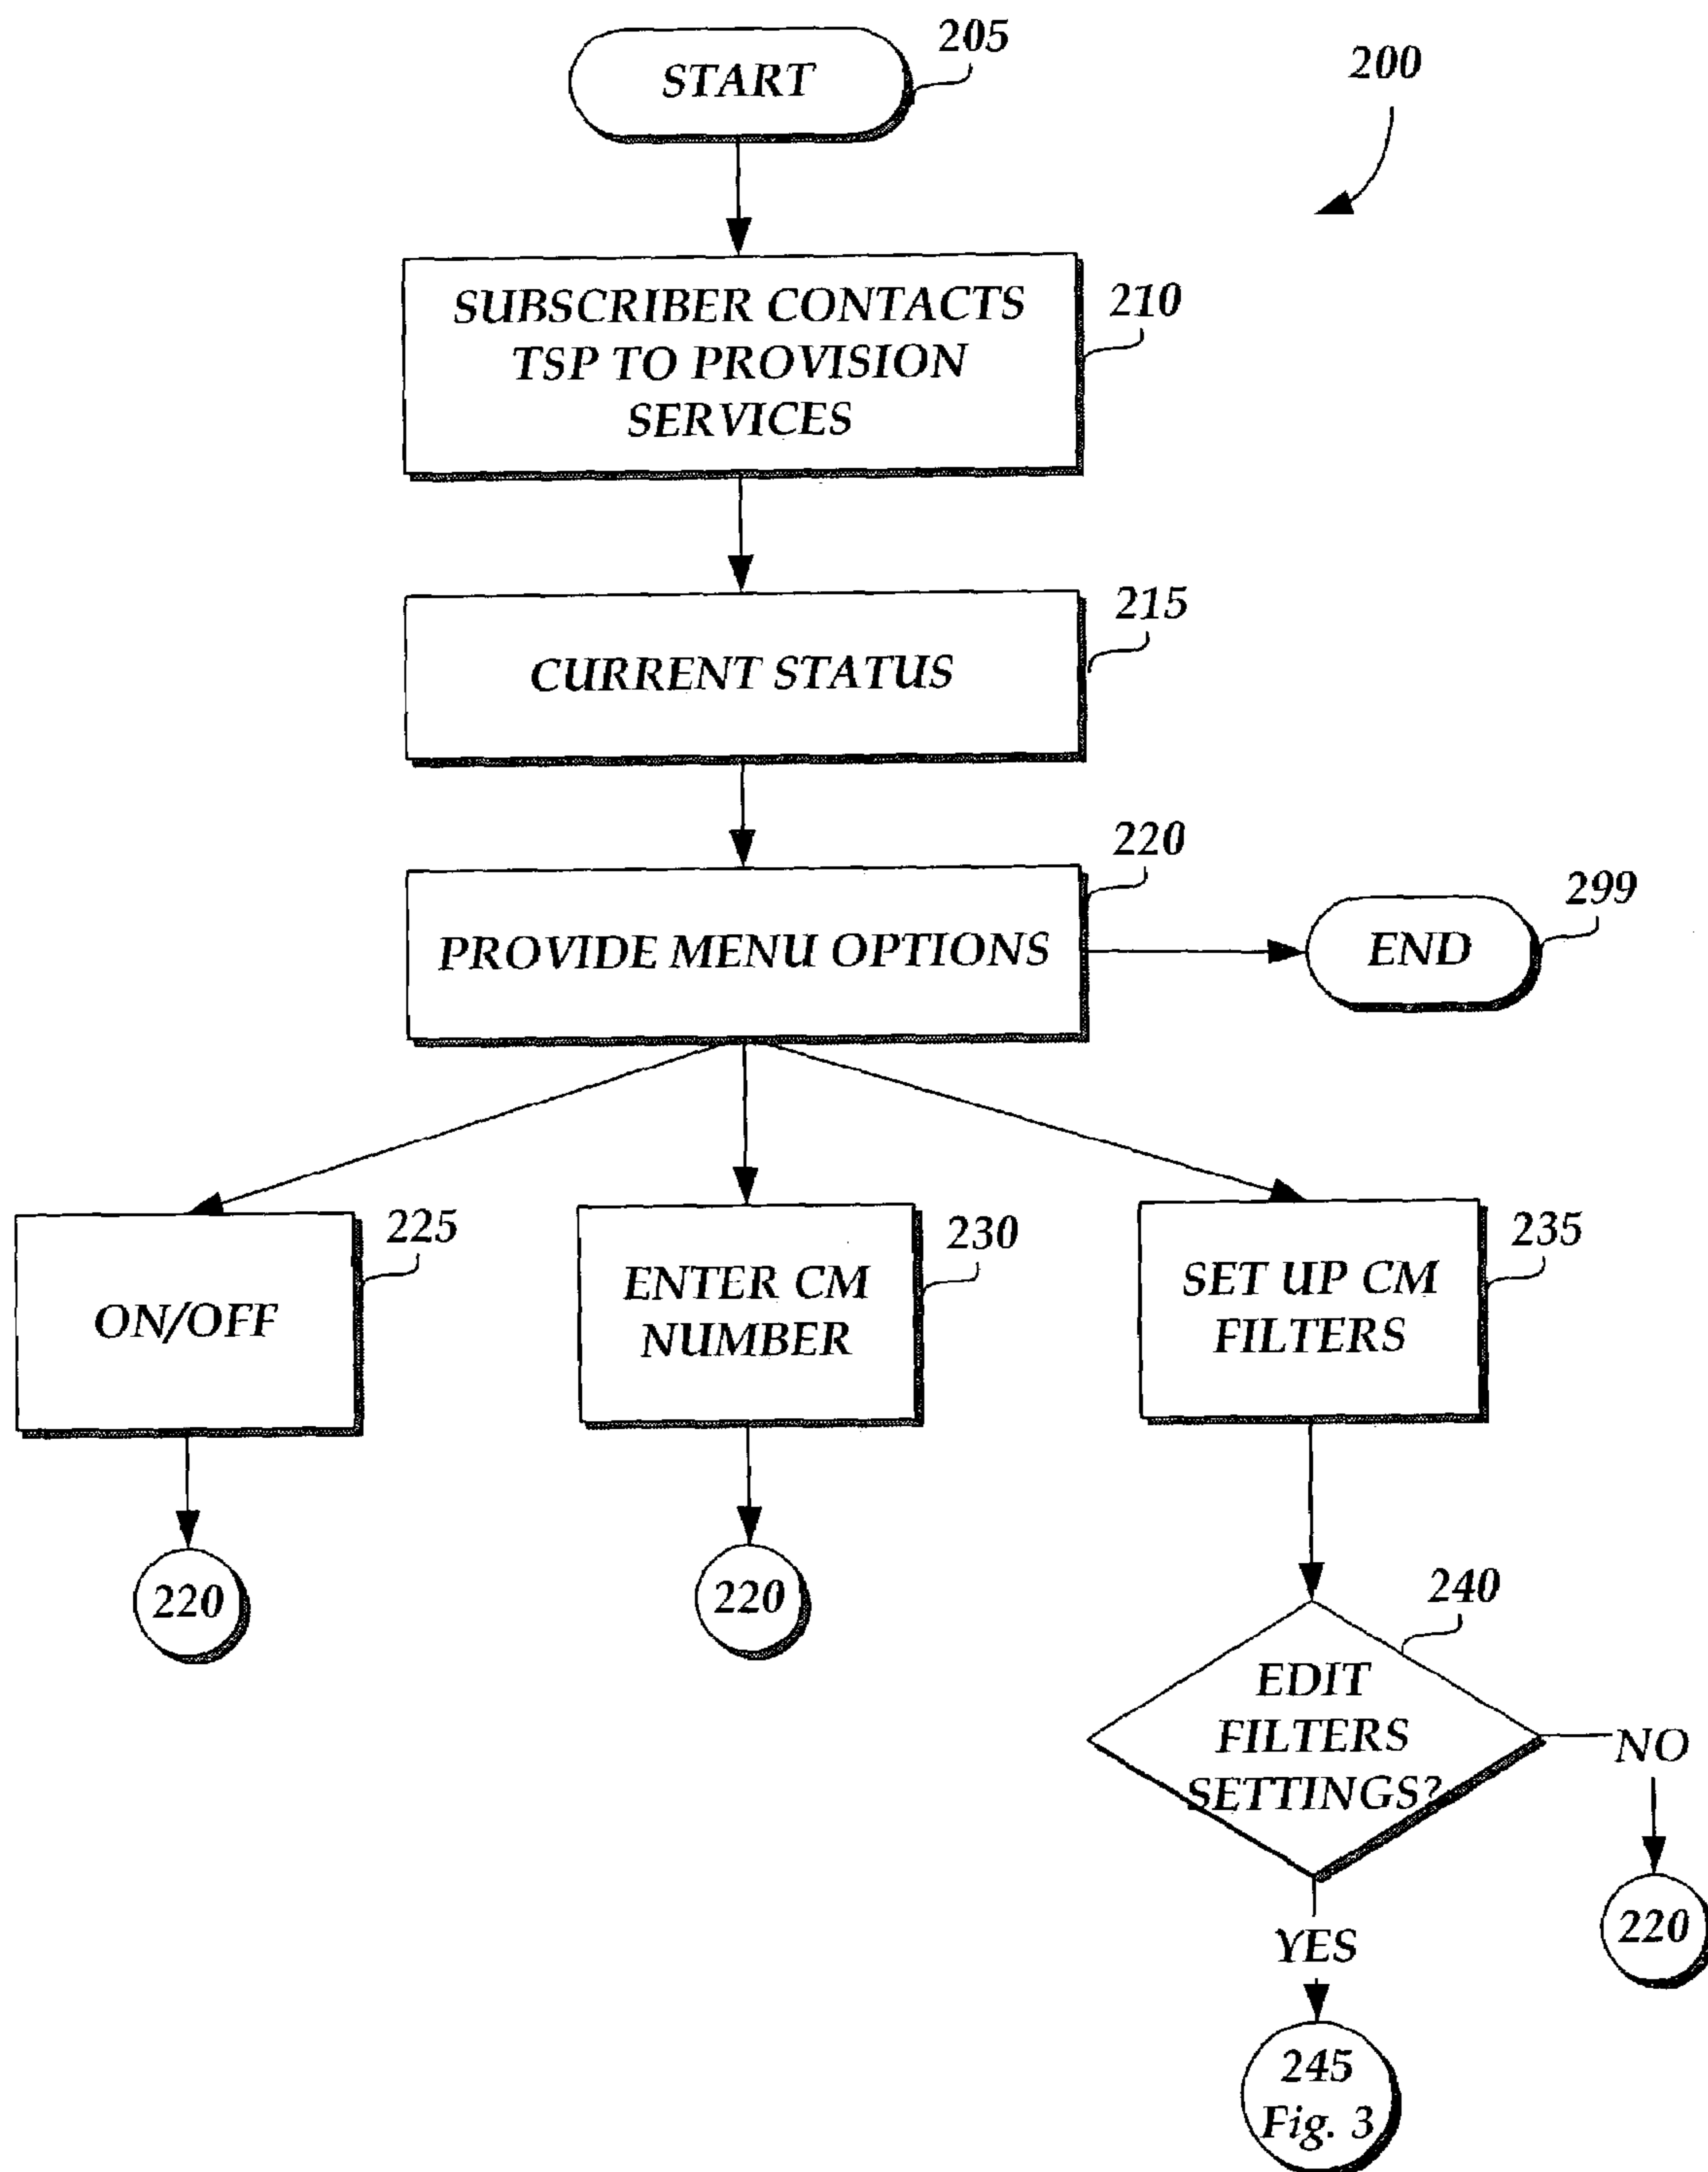 START
205
200
SUBSCRIBER CONTACTS
TSP TO PROVISION
SERVICES
210
CURRENT STATUS
215
PROVIDE MENU OPTIONS
220
END
299
ON/OFF
225
ENTER CM
NUMBER
230
SET UP CM
FILTERS
235
220
220
EDIT
FILTERS
SETTINGS?
240
NO
220
YES
245
Fig. 3